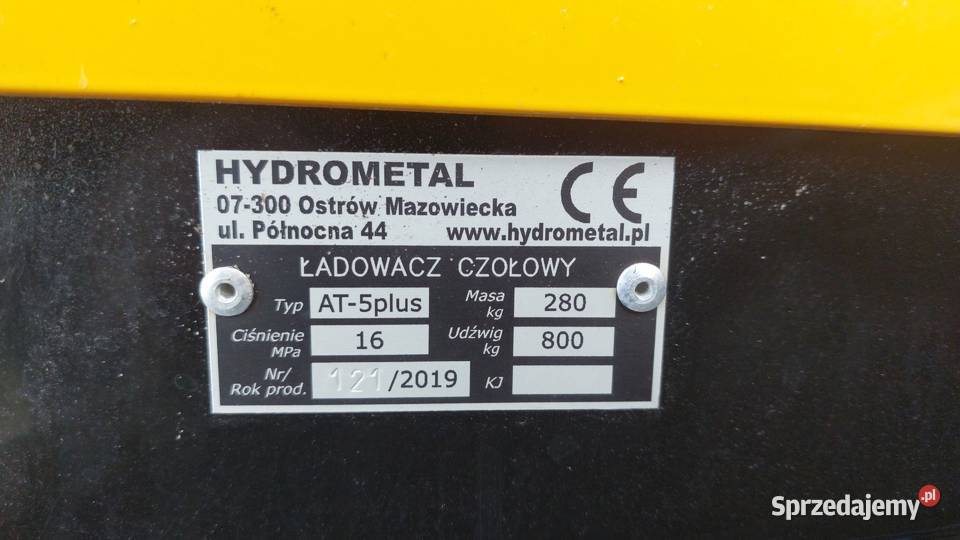 HYDROMETAL CE
07-300 Ostrów Mazowiecka
ul. Północna 44 www.hydrometal.pl
ŁADOWACZ CZOŁOWY
Typ AT-5plus Masa kg 280
Ciśnienie MPa 16 Udźwig kg 800
Nr/ Rok prod. 121/2019 KJ
Sprzedajemy.pl